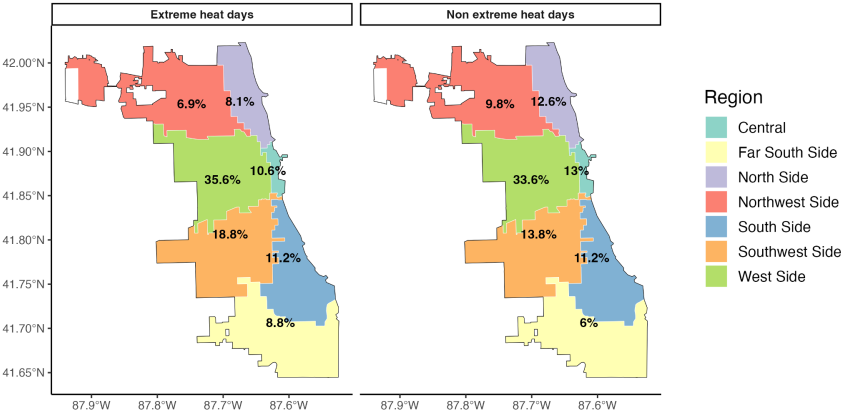 Extreme heat days
Non extreme heat days
42.00°N
41.95°N
41.90°N
41.85°N
41.80°N
41.75°N
41.70°N
41.65°N
6.9%
8.1%
10.6%
35.6%
18.8%
11.2%
8.8%
9.8%
12.6%
13%
33.6%
13.8%
11.2%
6%
87.9°W
87.8°W
87.7°W
87.6°W
87.9°W
87.8°W
87.7°W
87.6°W
Region
Central
Far South Side
North Side
Northwest Side
South Side
Southwest Side
West Side